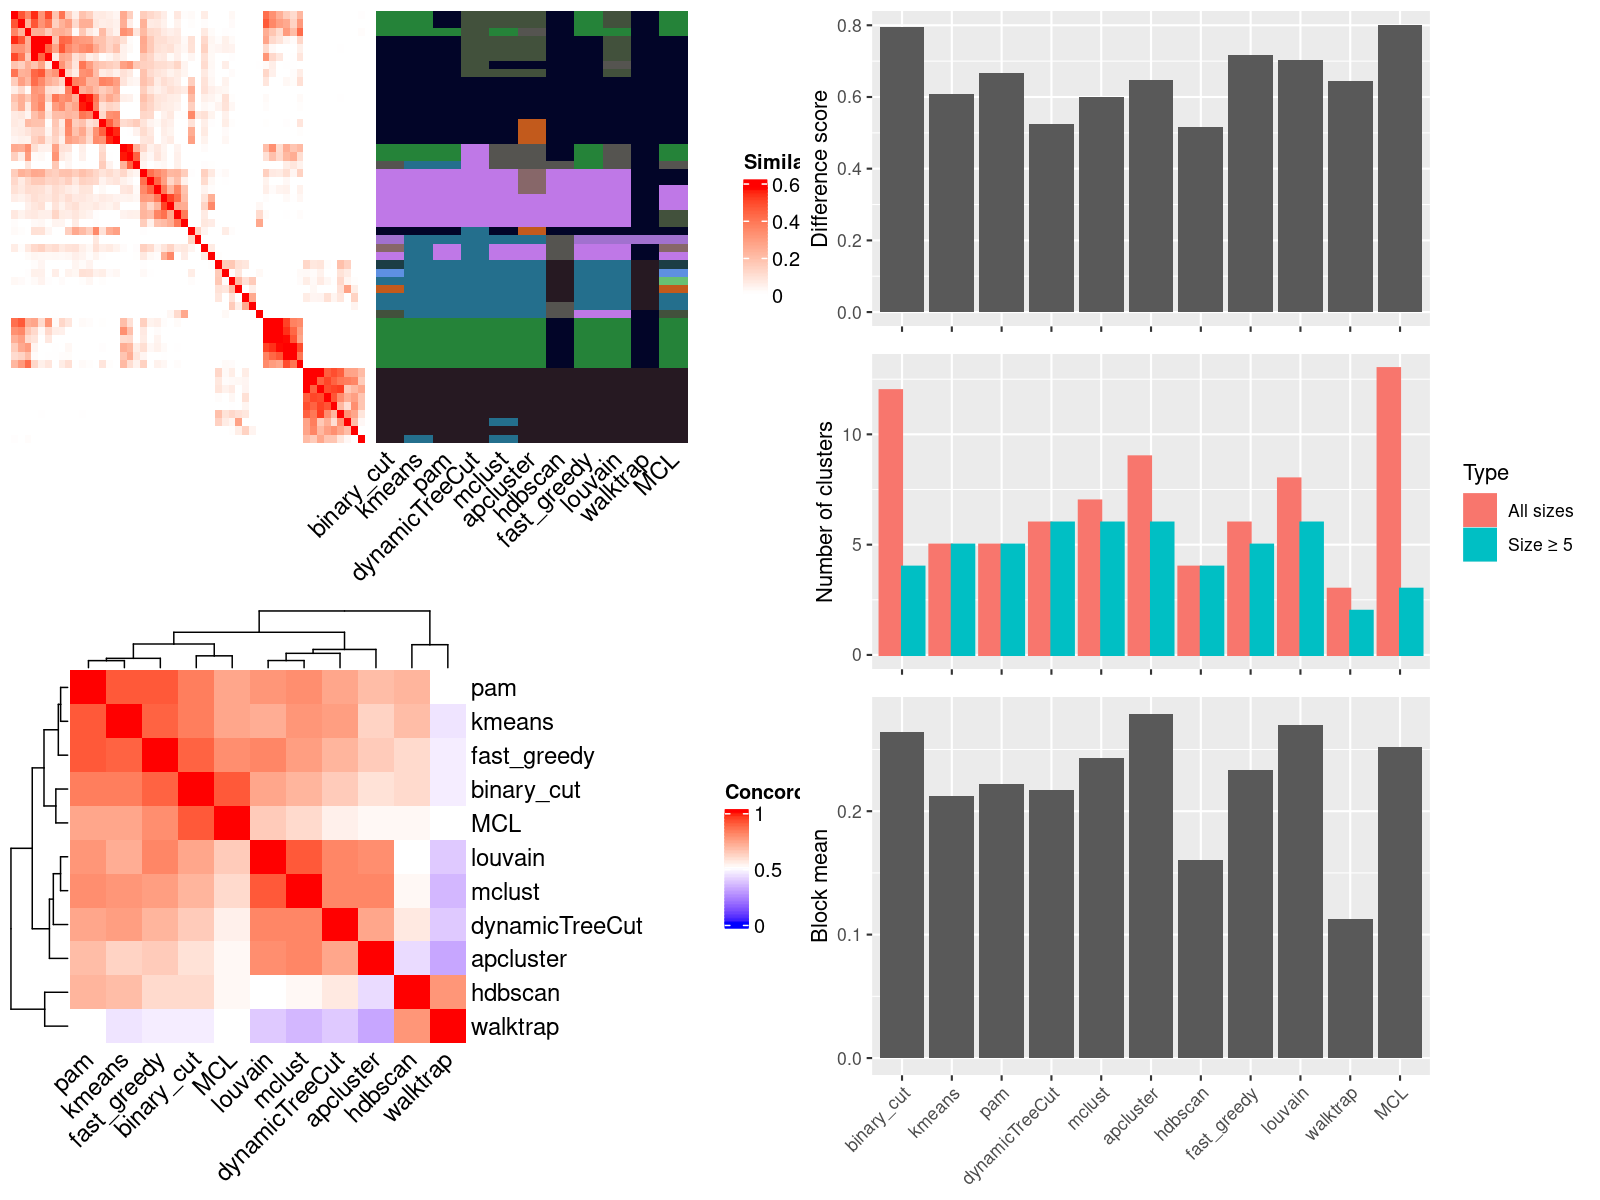 Simila
0.6
0.4
0.2
0
binary_cut
kmeans
pam
dynamicTreeCut
mclust
apcluster
hdbscan
fast_greedy
louvain
walktrap
MCL
pam
kmeans
fast_greedy
binary_cut
MCL
louvain
mclust
dynamicTreeCut
apcluster
hdbscan
walktrap
pam
kmeans
fast_greedy
binary_cut
MCL
louvain
mclust
dynamicTreeCut
apcluster
hdbscan
walktrap
Concord
1
0.5
0
Difference score
0.8
0.6
0.4
0.2
0.0
Number of clusters
10
5
0
Type
All sizes
Size ≥ 5
Block mean
0.2
0.1
0.0
binary_cut
kmeans
pam
dynamicTreeCut
mclust
apcluster
hdbscan
fast_greedy
louvain
walktrap
MCL